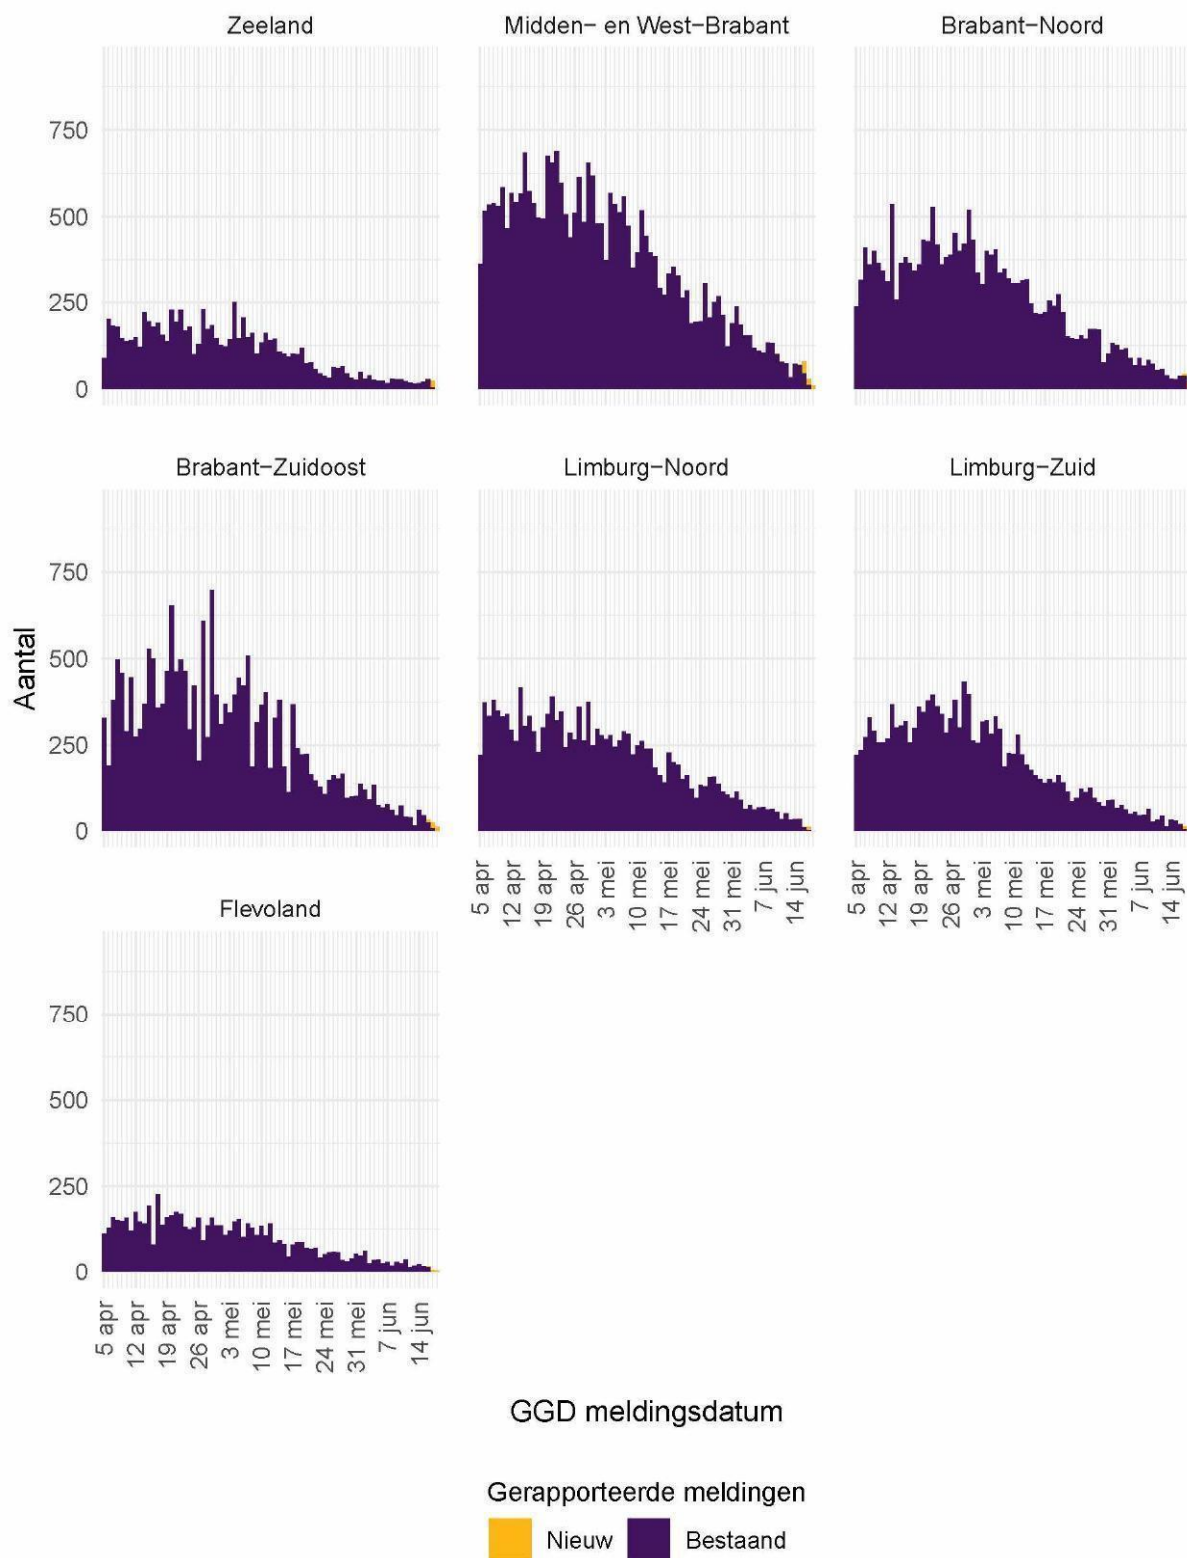 Zeeland
Midden- en West-Brabant
Brabant-Noord
750
500
250
0
Brabant-Zuidoost
Limburg-Noord
Limburg-Zuid
Aantal
750
500
250
0
5 apr
12 apr
19 apr
26 apr
3 mei
10 mei
17 mei
24 mei
31 mei
7 jun
14 jun
5 apr
12 apr
19 apr
26 apr
3 mei
10 mei
17 mei
24 mei
31 mei
7 jun
14 jun
Flevoland
750
500
250
0
5 apr
12 apr
19 apr
26 apr
3 mei
10 mei
17 mei
24 mei
31 mei
7 jun
14 jun
GGD meldingsdatum
Gerapporteerde meldingen
Nieuw
Bestaand